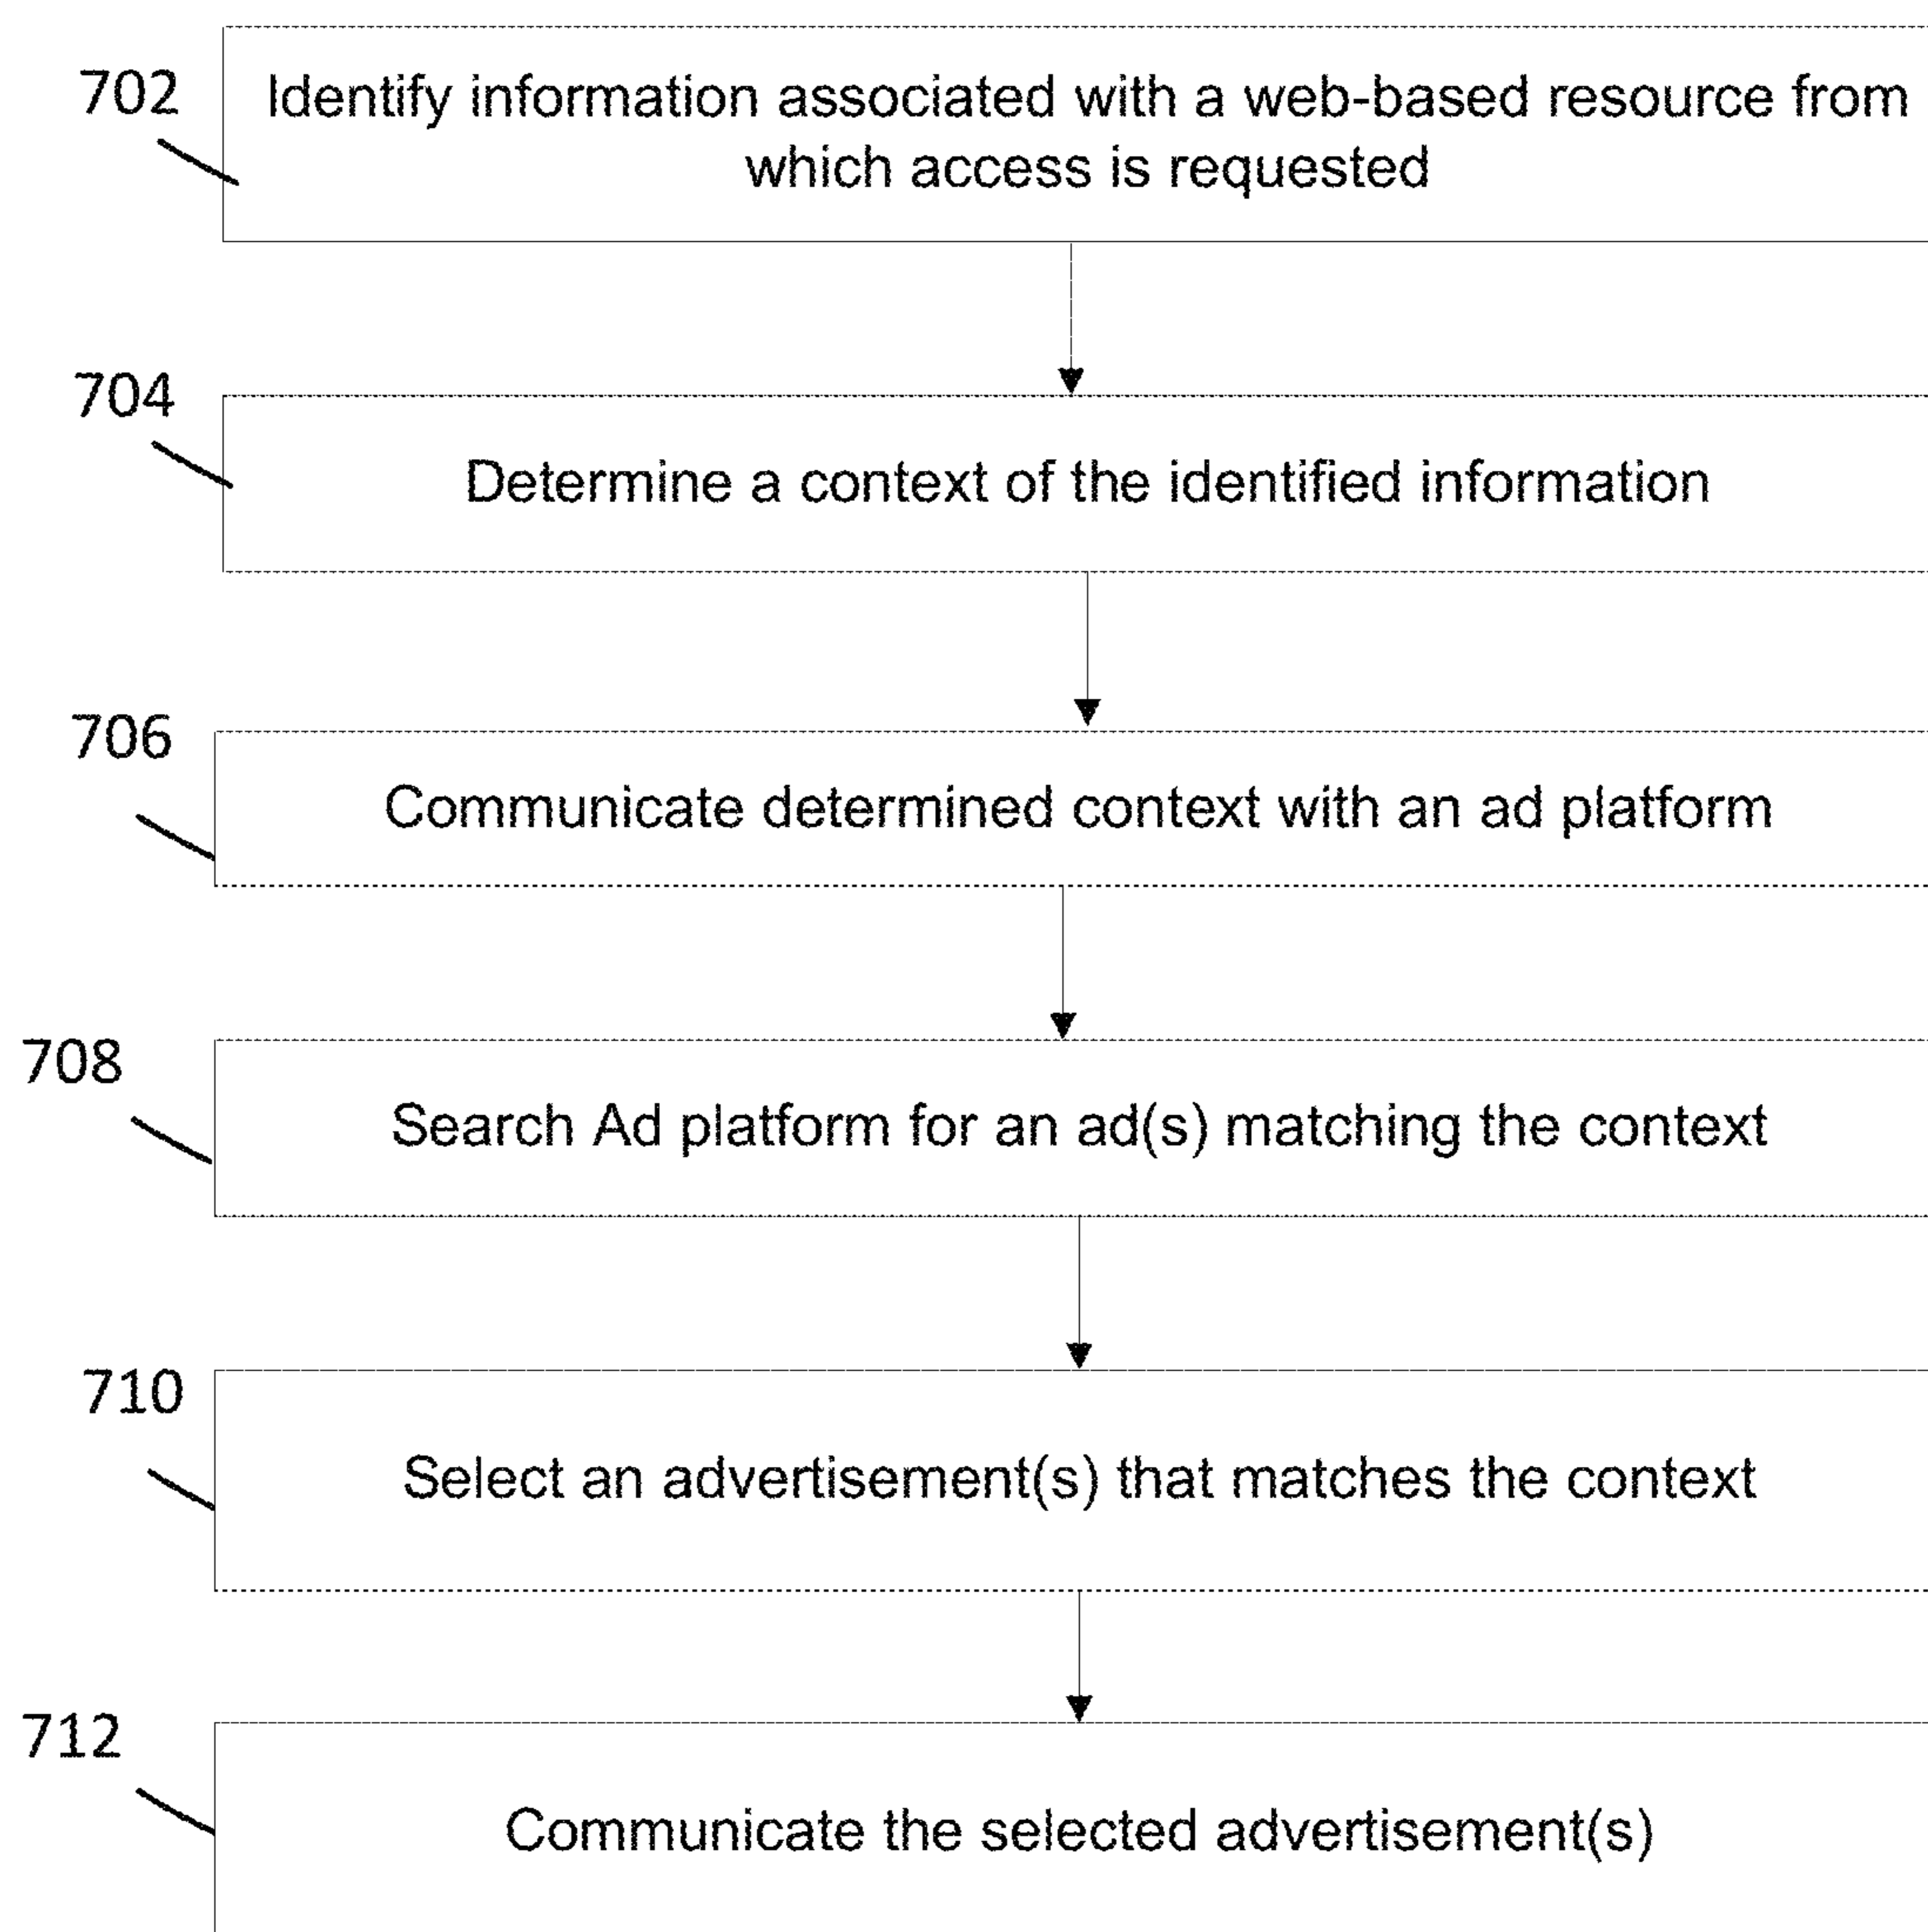 702
Identify information associated with a web-based resource from
which access is requested
704
Determine a context of the identified information
706
Communicate determined context with an ad platform
708
Search Ad platform for an ad(s) matching the context
710
Select an advertisement(s) that matches the context
712
Communicate the selected advertisement(s)